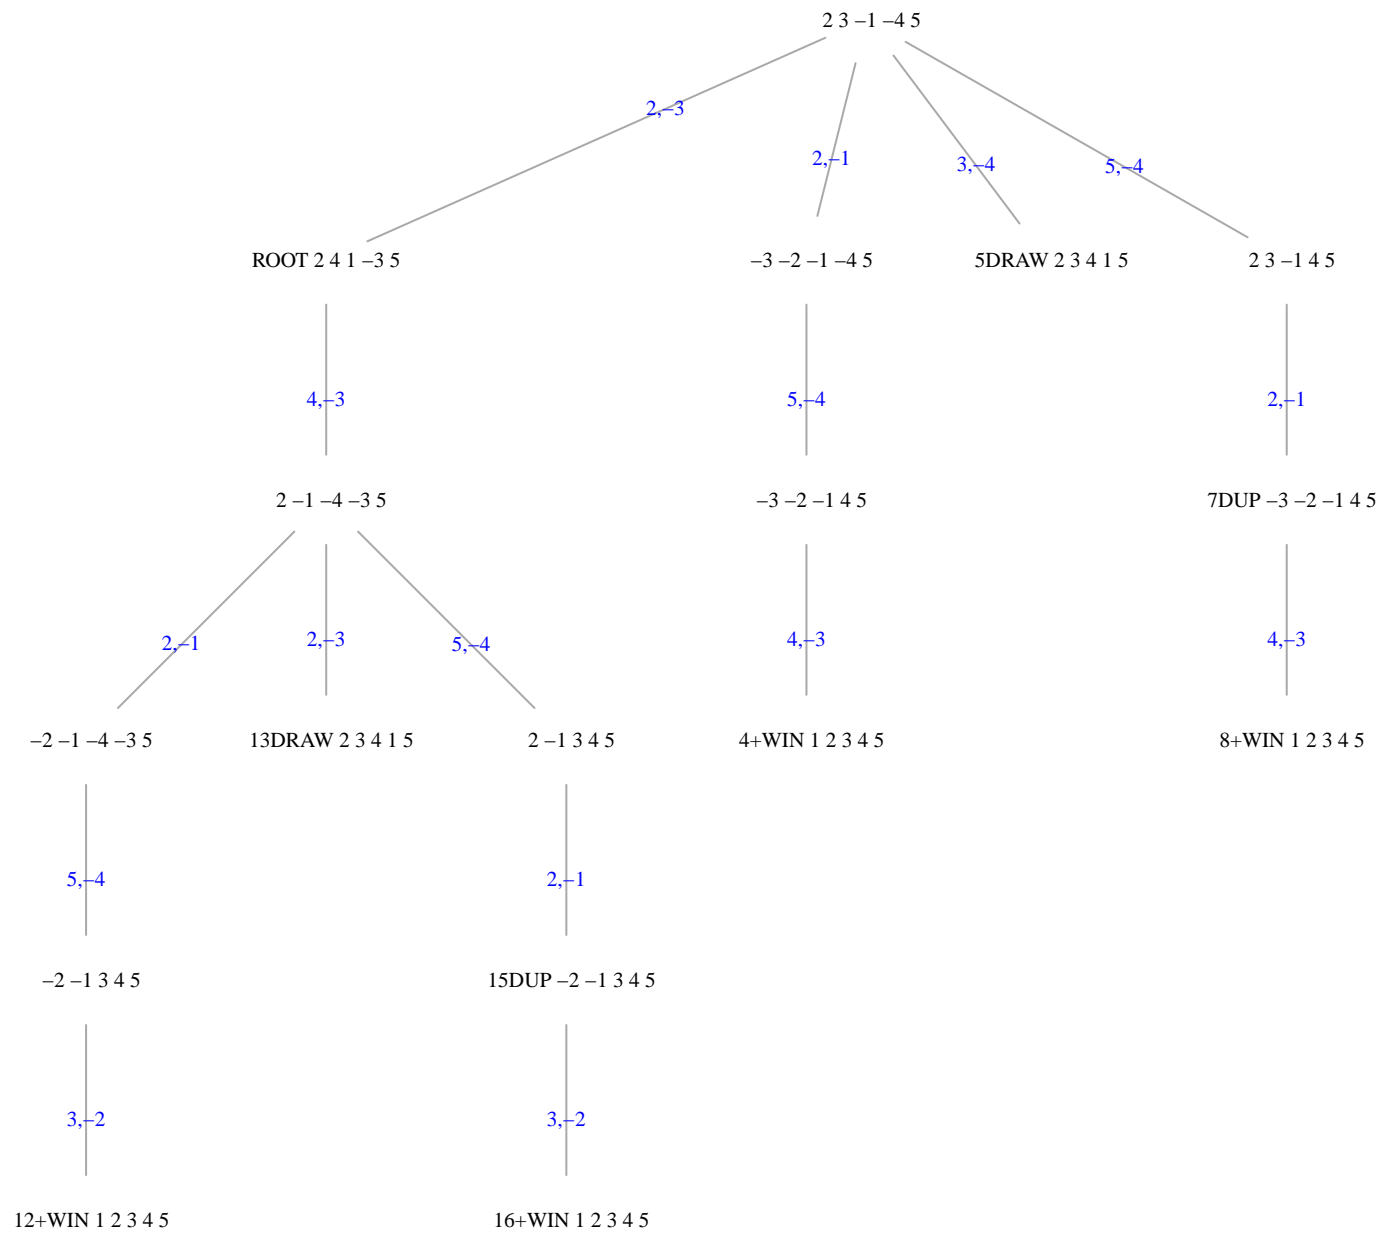 2 3 –1 –4 5
2,–3
2,–1
3,–4
5,–4
ROOT 2 4 1 –3 5
–3 –2 –1 –4 5
5DRAW 2 3 4 1 5
2 3 –1 4 5
4,–3
5,–4
2,–1
2 –1 –4 –3 5
–3 –2 –1 4 5
7DUP –3 –2 –1 4 5
2,–1
2,–3
5,–4
4,–3
4,–3
–2 –1 –4 –3 5
13DRAW 2 3 4 1 5
2 –1 3 4 5
4+WIN 1 2 3 4 5
8+WIN 1 2 3 4 5
5,–4
2,–1
–2 –1 3 4 5
15DUP –2 –1 3 4 5
3,–2
3,–2
12+WIN 1 2 3 4 5
16+WIN 1 2 3 4 5